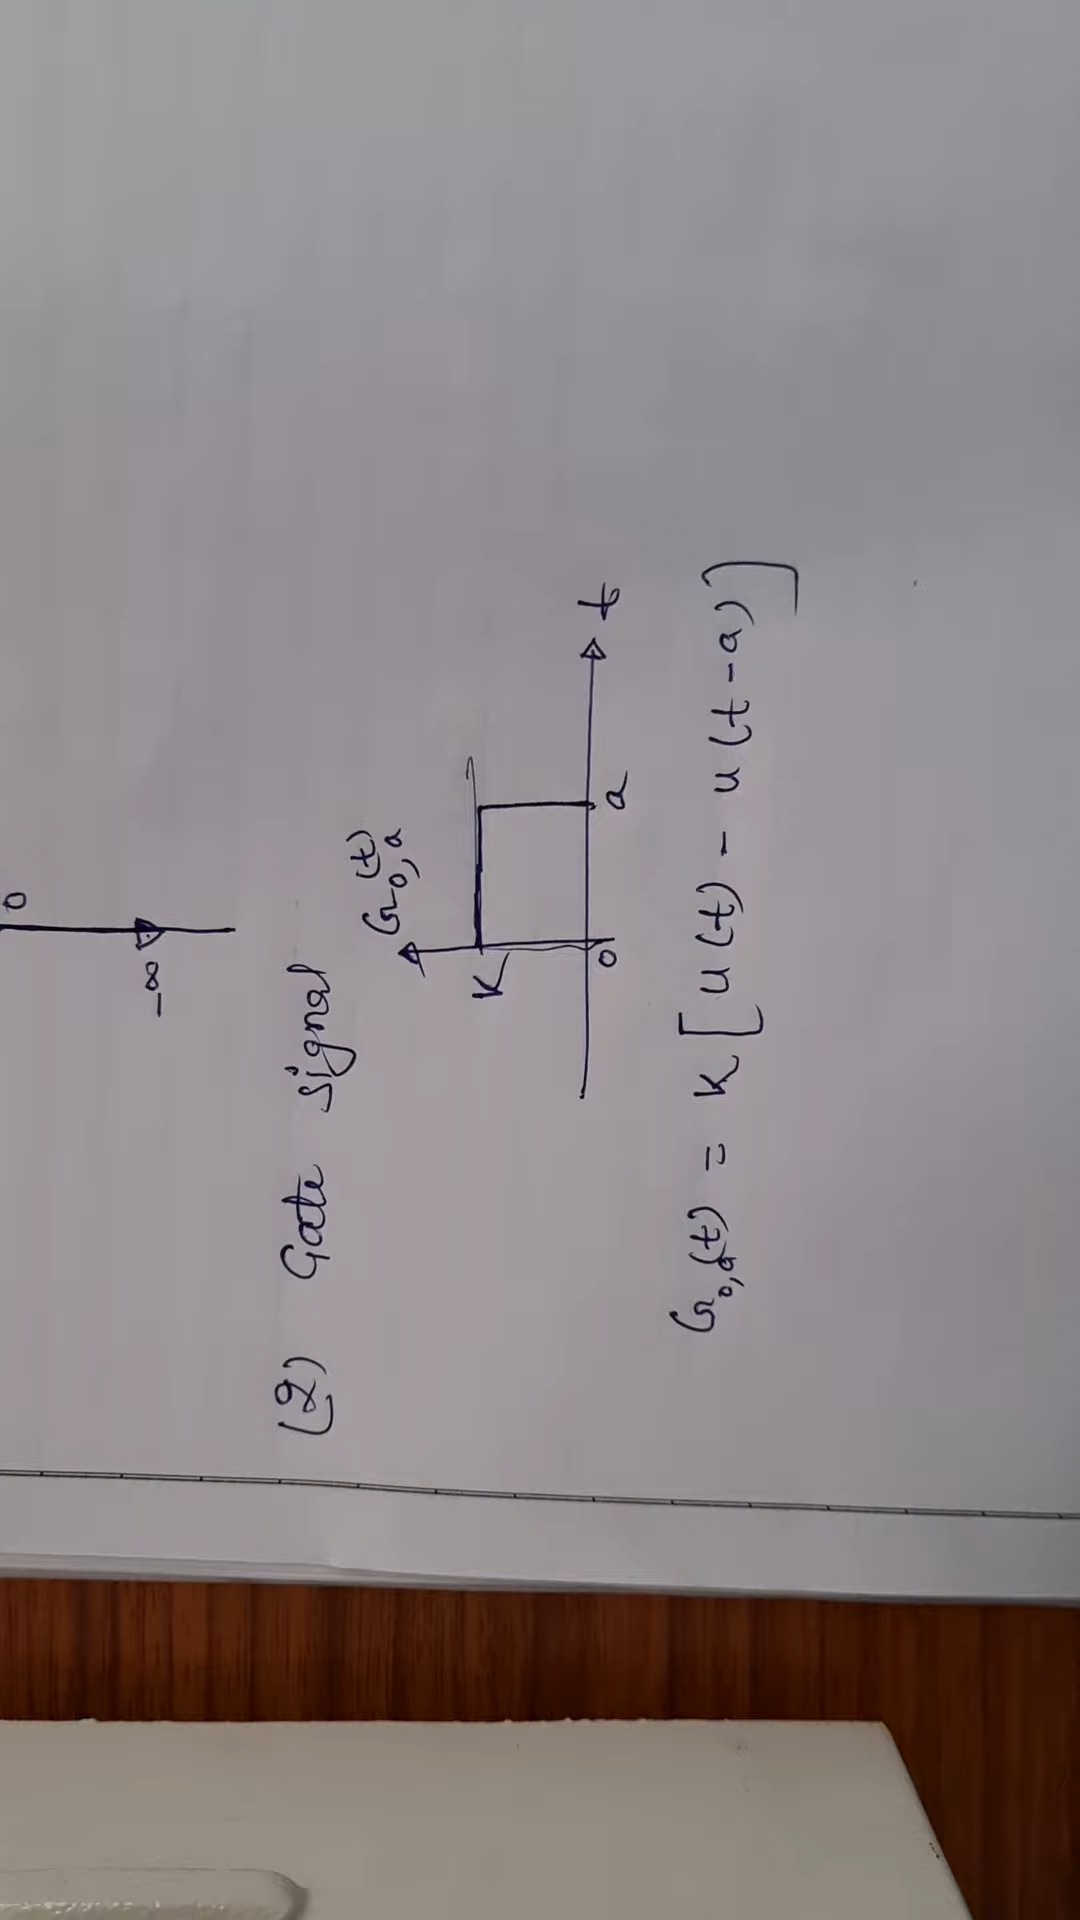 0
-∞
(2) Gate signal
G0,a(t)
K
0 a t
G0,a(t) = K [u(t) - u(t-a)]